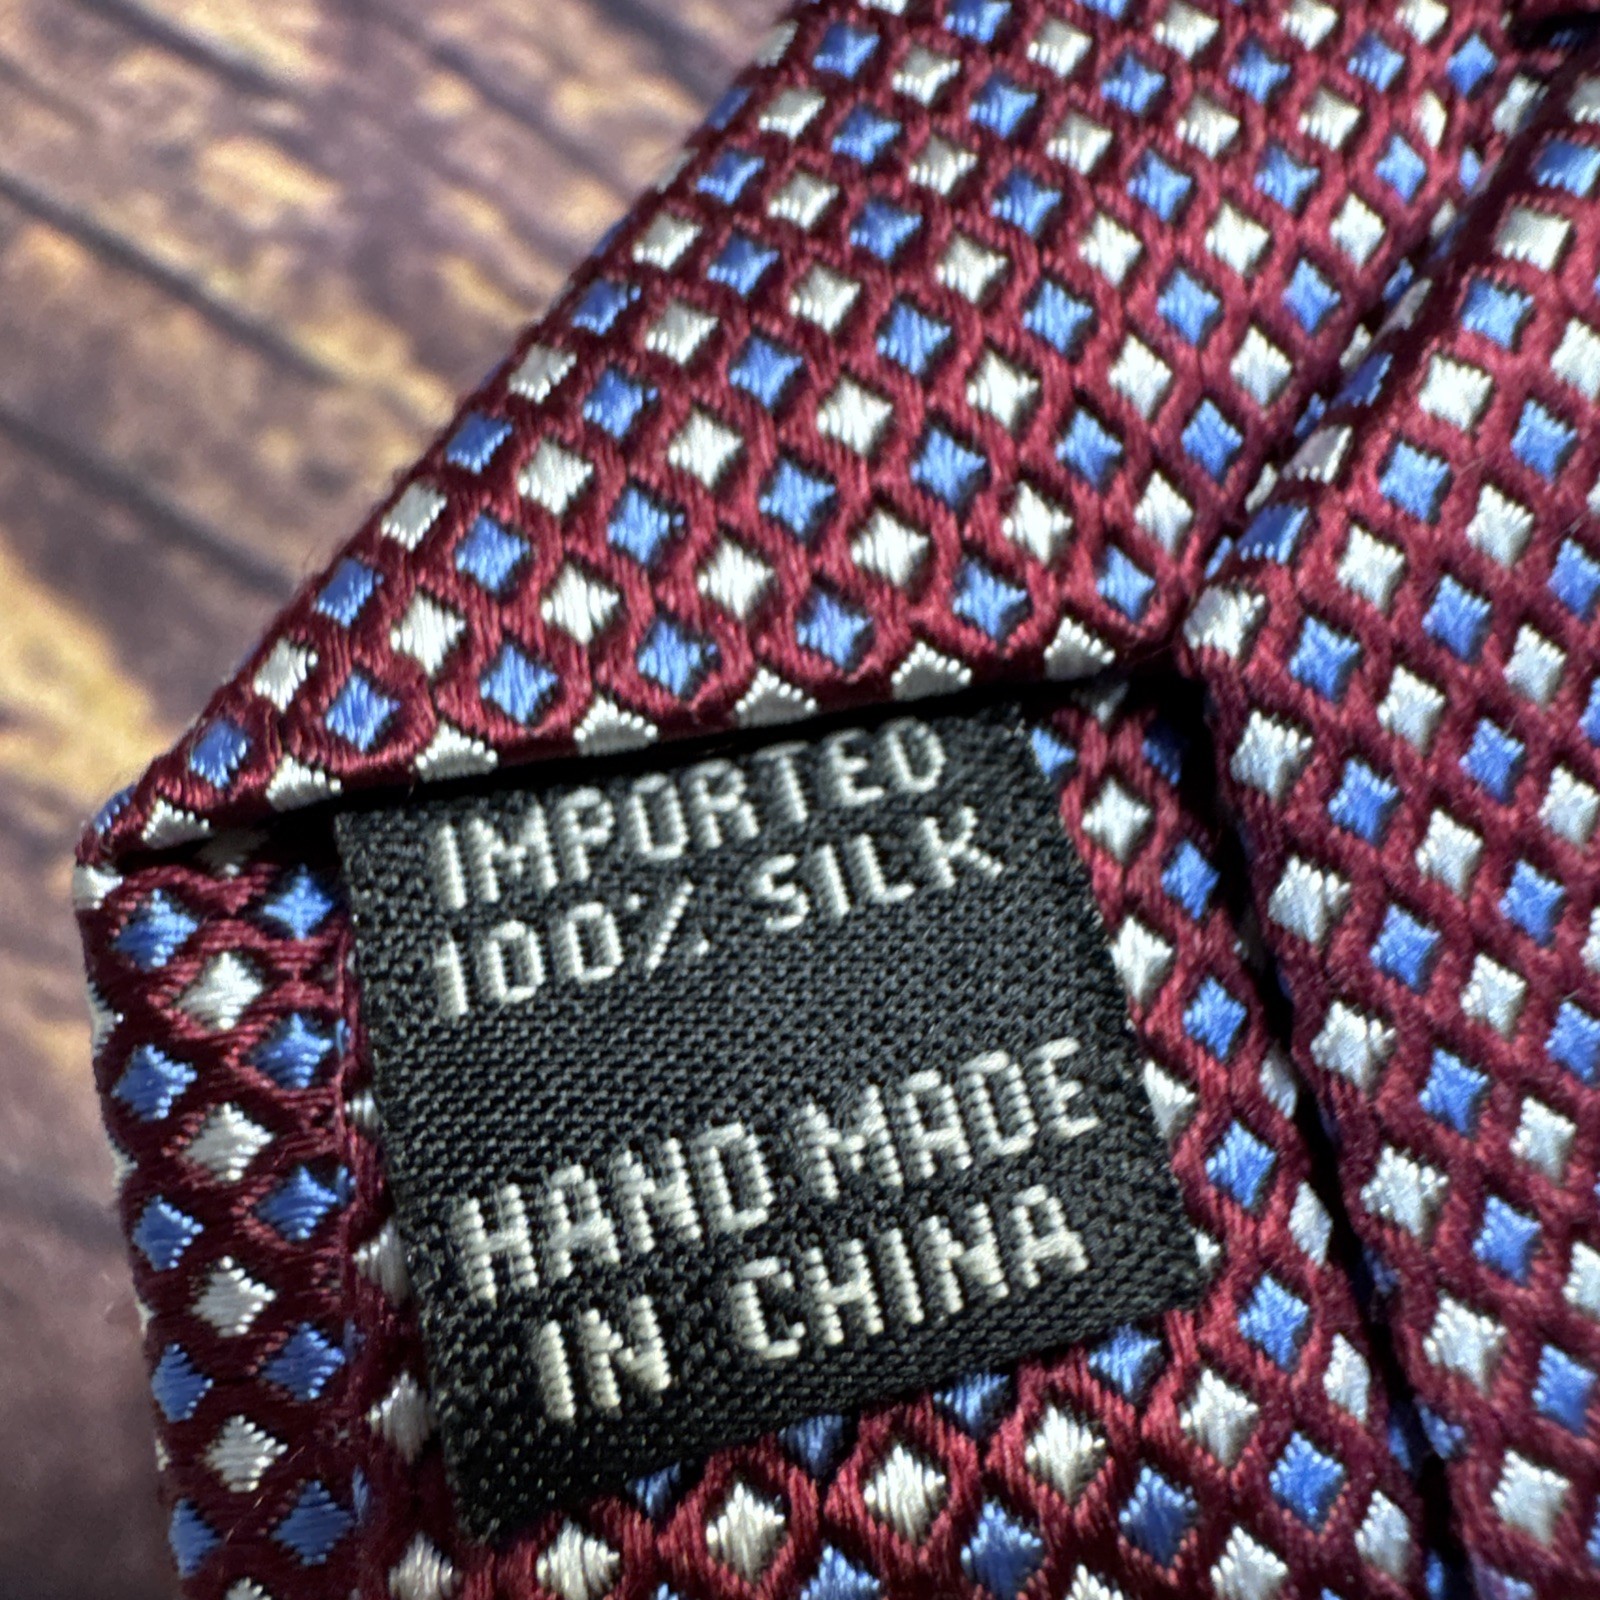 IMPORTED
100% SILK
HAND MADE
IN CHINA